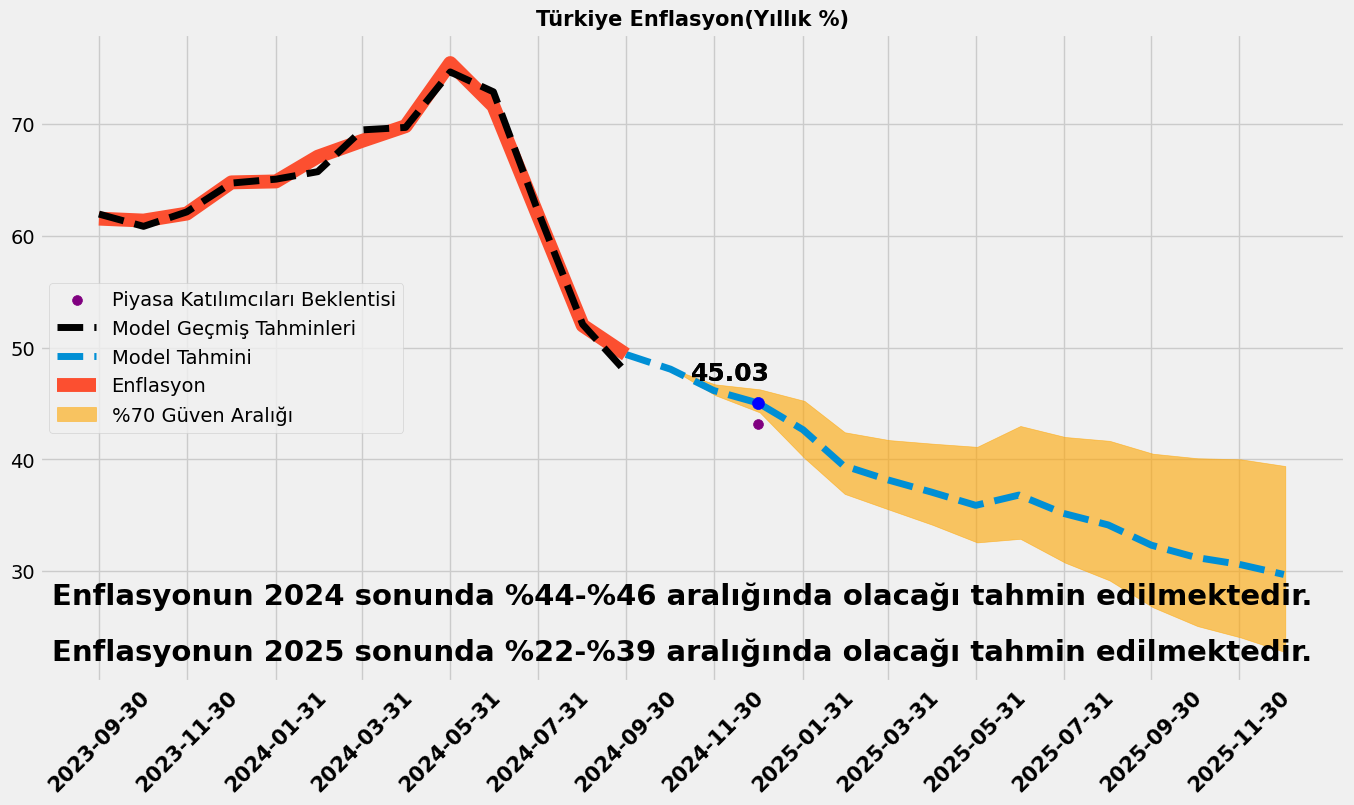 Türkiye Enflasyon(Yıllık %)
70
60
50
40
30
Piyasa Katılımcıları Beklentisi
Model Geçmiş Tahminleri
Model Tahmini
Enflasyon
%70 Güven Aralığı
45.03
Enflasyonun 2024 sonunda %44-%46 aralığında olacağı tahmin edilmektedir.
Enflasyonun 2025 sonunda %22-%39 aralığında olacağı tahmin edilmektedir.
2023-09-30
2023-11-30
2024-01-31
2024-03-31
2024-05-31
2024-07-31
2024-09-30
2024-11-30
2025-01-31
2025-03-31
2025-05-31
2025-07-31
2025-09-30
2025-11-30